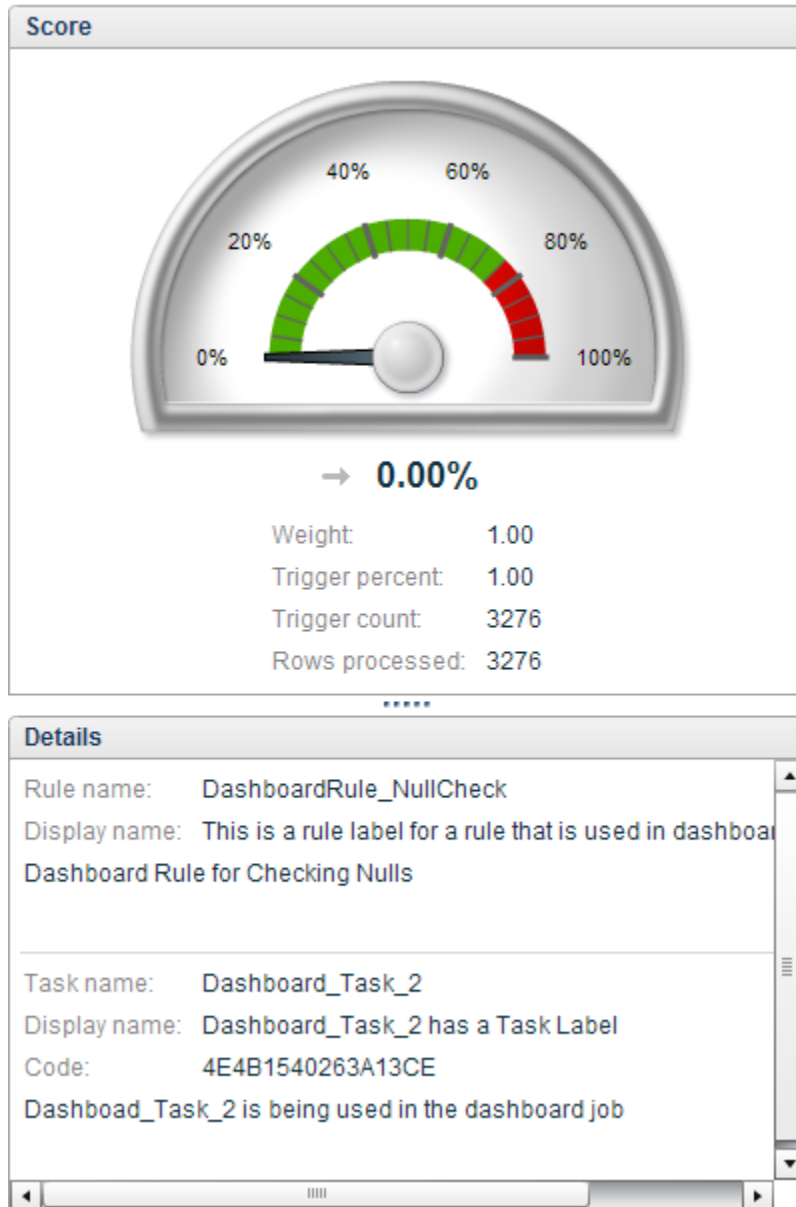 Score
40% 60%
20% 80%
0% 100%
→ 0.00%
Weight: 1.00
Trigger percent: 1.00
Trigger count: 3276
Rows processed: 3276
Details
Rule name: DashboardRule_NullCheck
Display name: This is a rule label for a rule that is used in dashboar
Dashboard Rule for Checking Nulls
Task name: Dashboard_Task_2
Display name: Dashboard_Task_2 has a Task Label
Code: 4E4B1540263A13CE
Dashboad_Task_2 is being used in the dashboard job